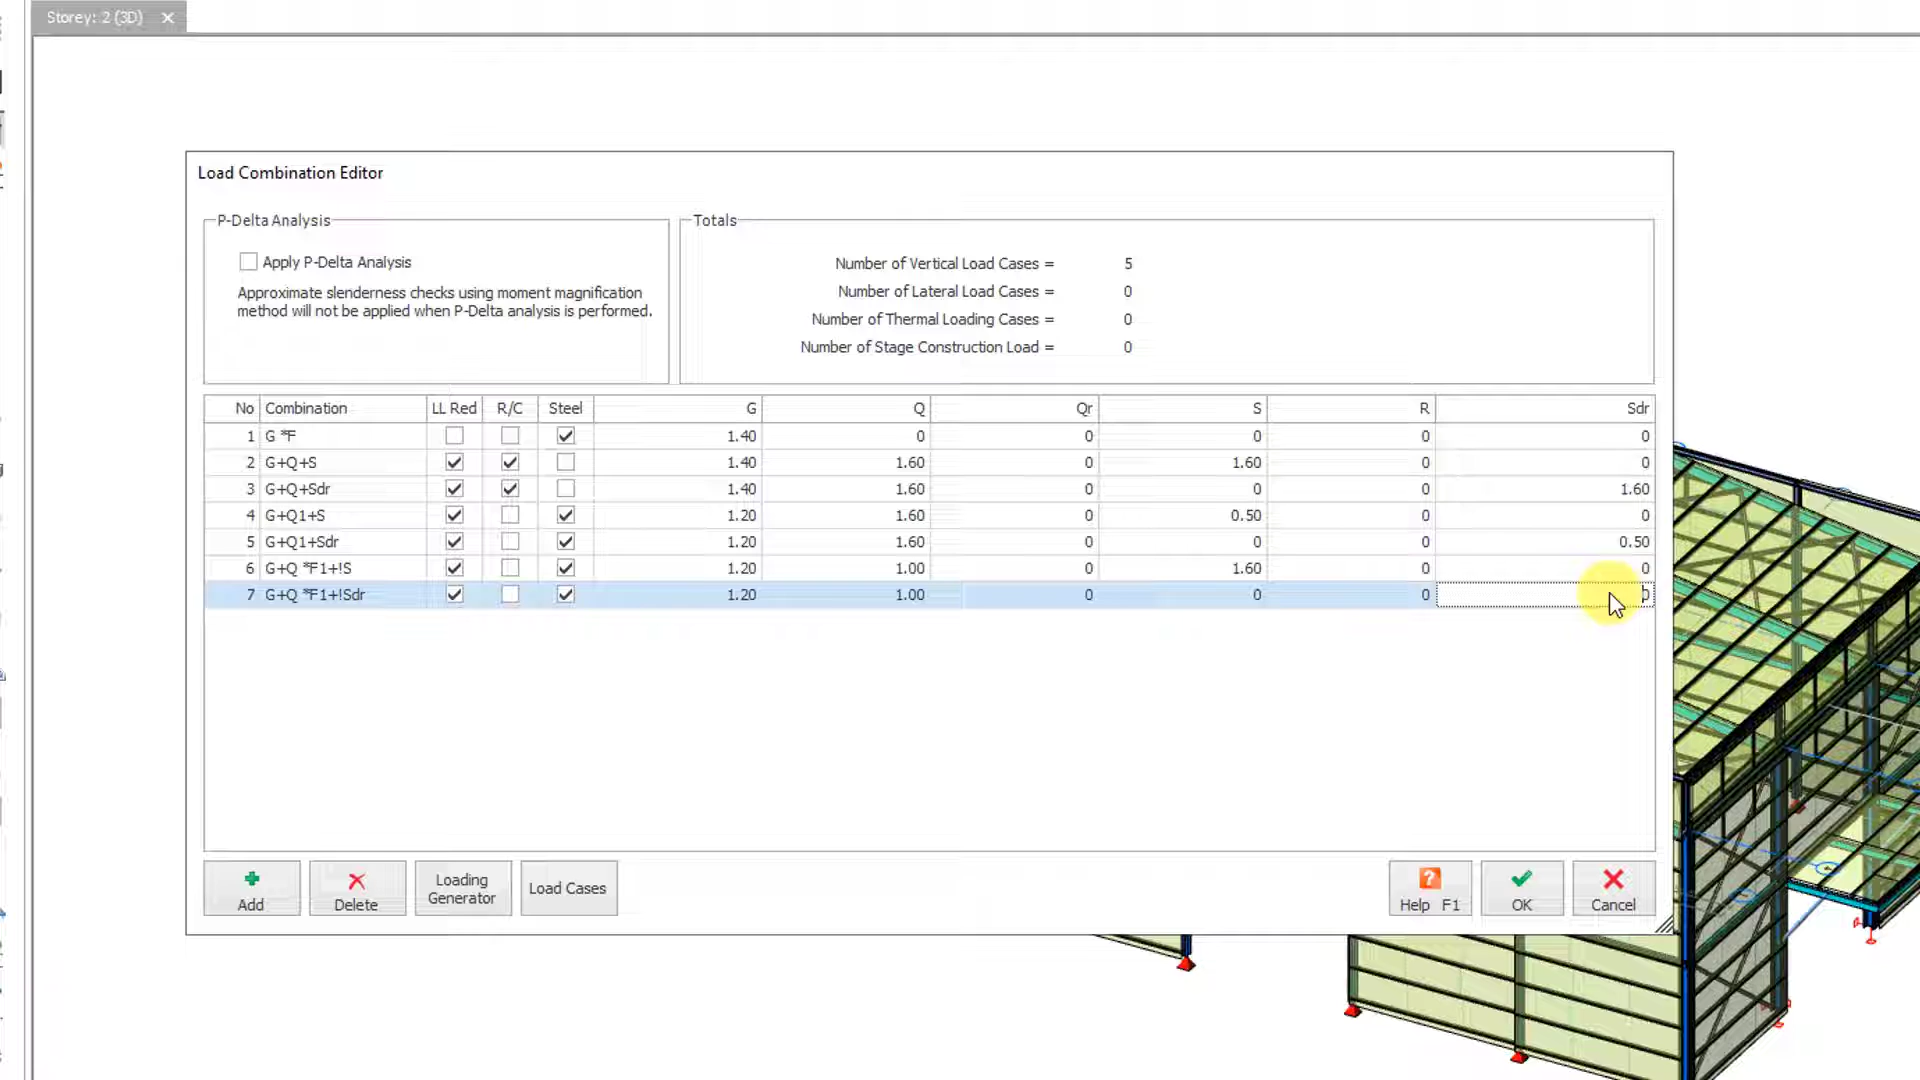 Storey: 2 (3D)
Load Combination Editor
P-Delta Analysis
Apply P-Delta Analysis
Approximate slenderness checks using moment magnification
method will not be applied when P-Delta analysis is performed.
Totals
Number of Vertical Load Cases = 5
Number of Lateral Load Cases = 0
Number of Thermal Loading Cases = 0
Number of Stage Construction Load = 0
No Combination LL Red R/C Steel G Q Qr S R Sdr
1 G *F 1.40 0 0 0 0 0
2 G+Q+S 1.40 1.60 0 1.60 0 0
3 G+Q+Sdr 1.40 1.60 0 0 0 1.60
4 G+Q1+S 1.20 1.60 0 0.50 0 0
5 G+Q1+Sdr 1.20 1.60 0 0 0 0.50
6 G+Q *F1+!S 1.20 1.00 0 1.60 0 0
7 G+Q *F1+!Sdr 1.20 1.00 0 0 0 0
Add
Delete
Loading
Generator
Load Cases
Help F1
OK
Cancel